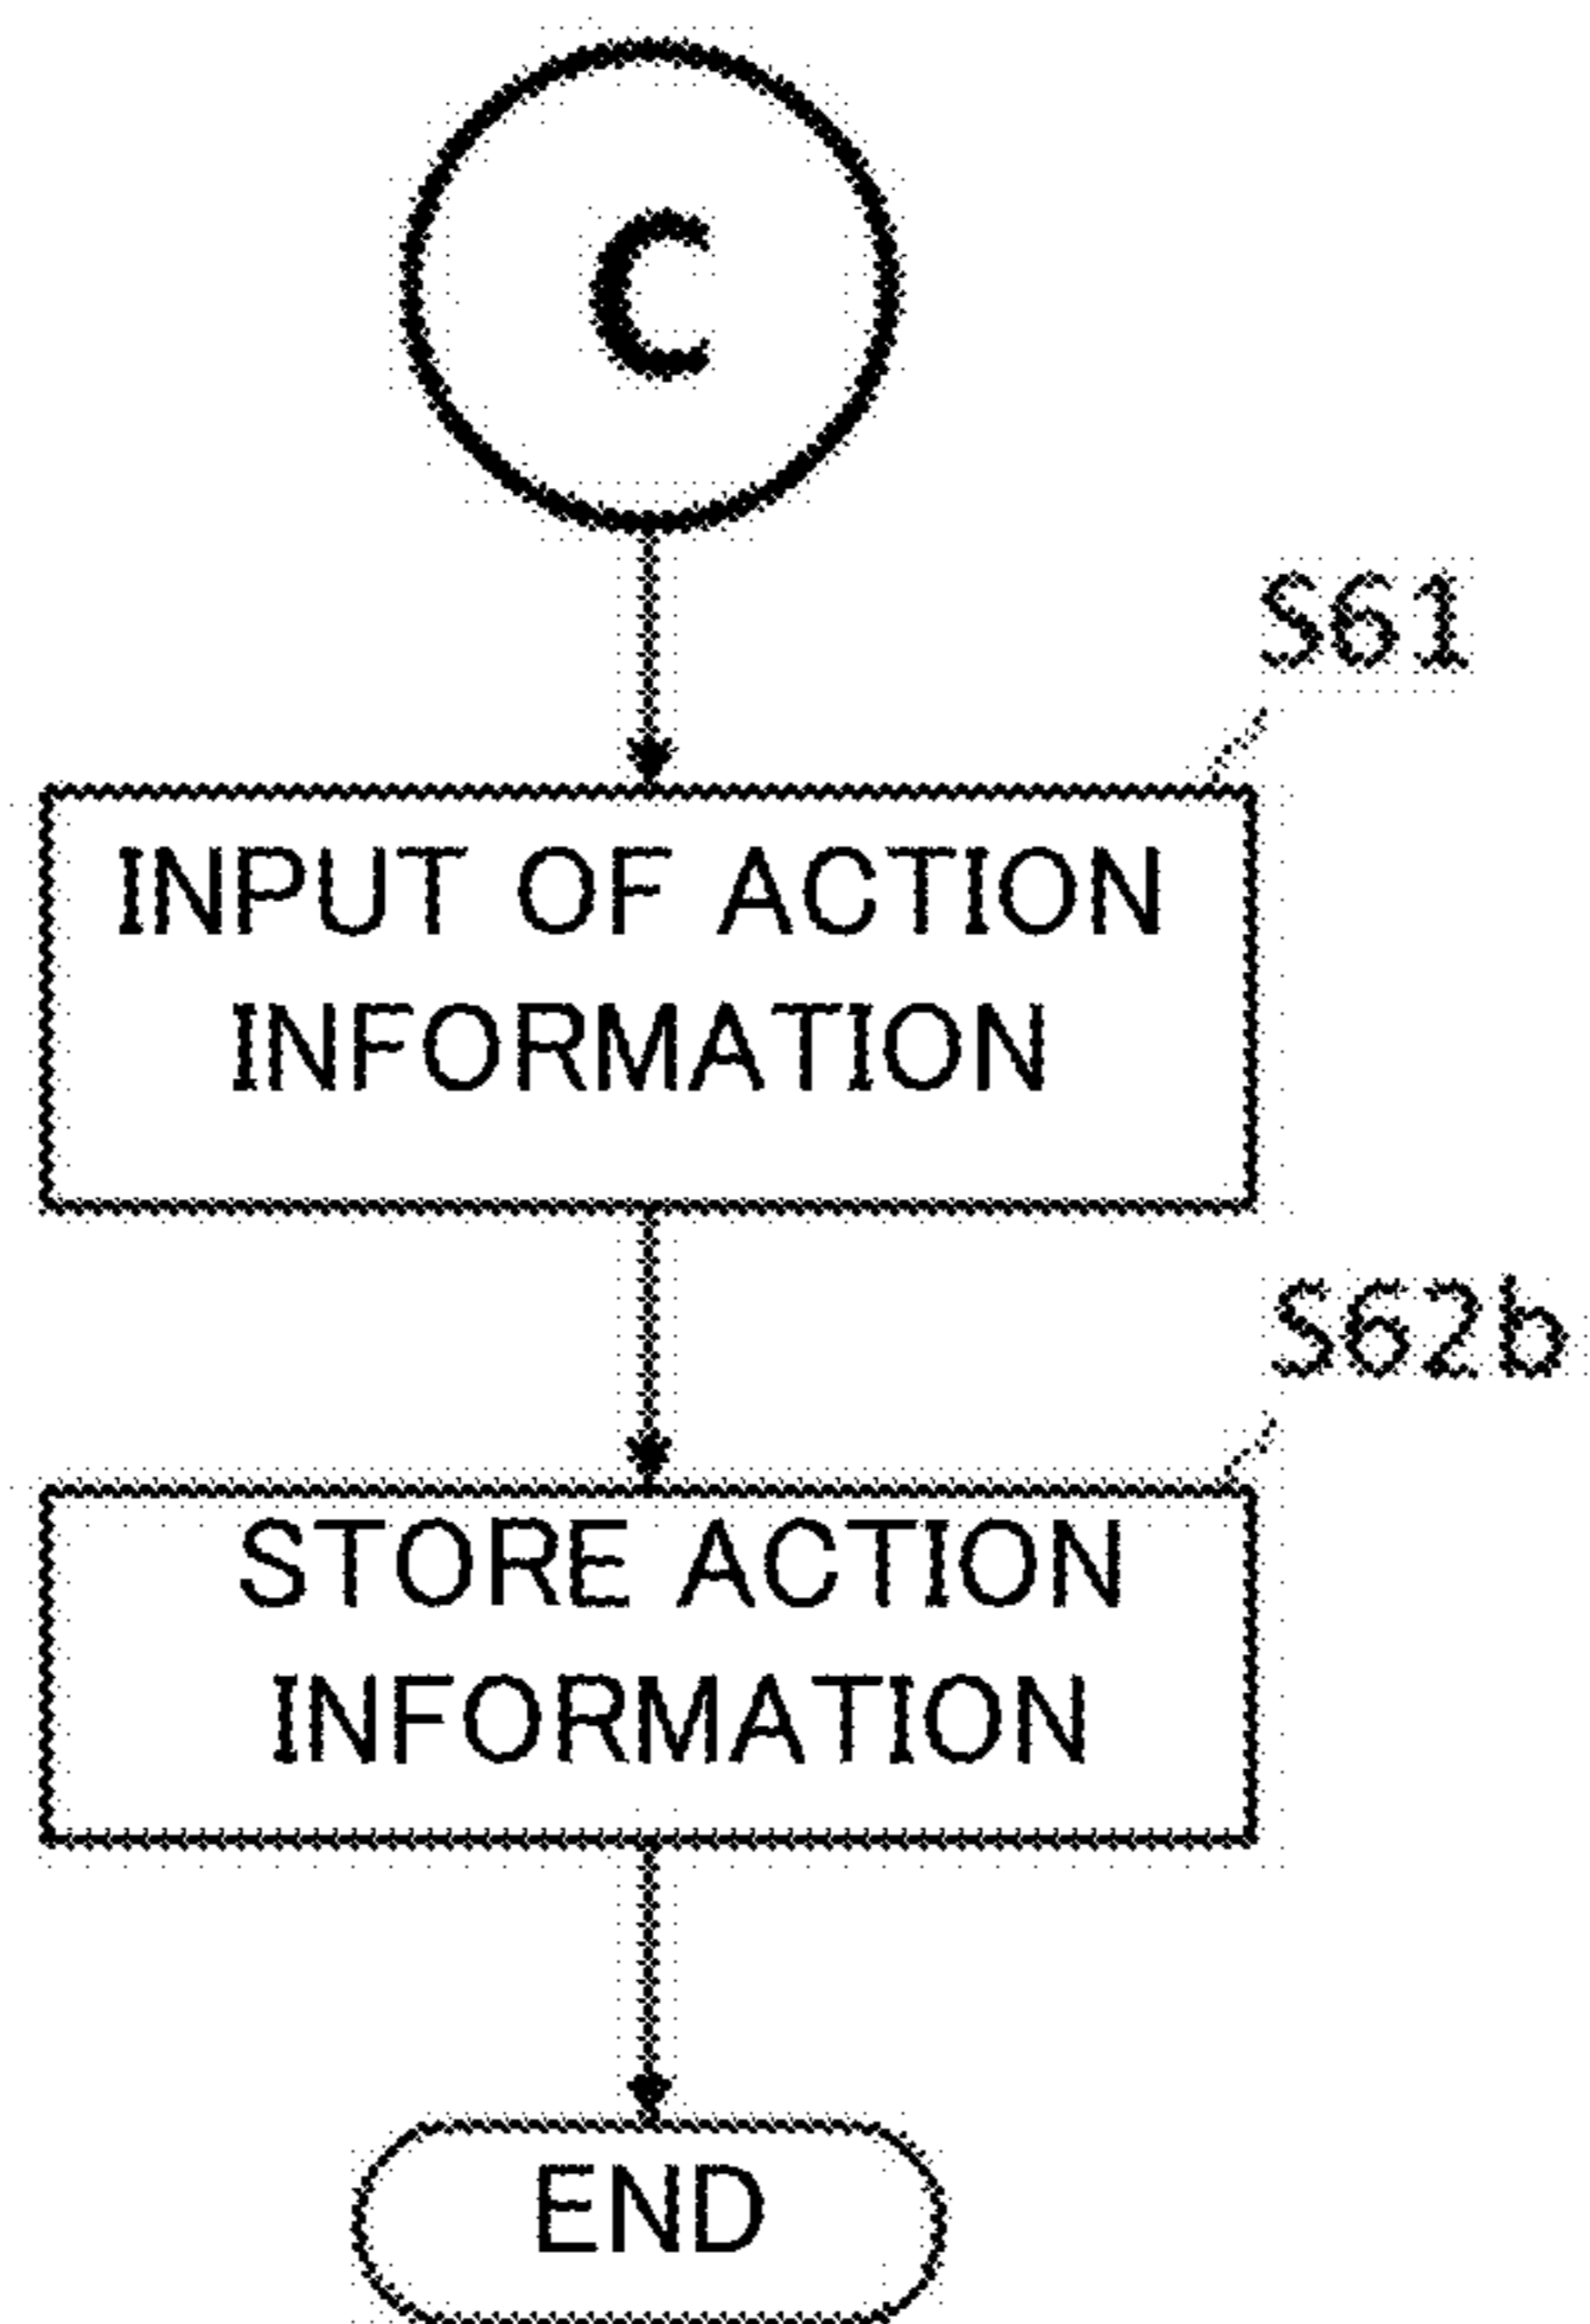 C
S61
INPUT OF ACTION
INFORMATION
S62b
STORE ACTION
INFORMATION
END